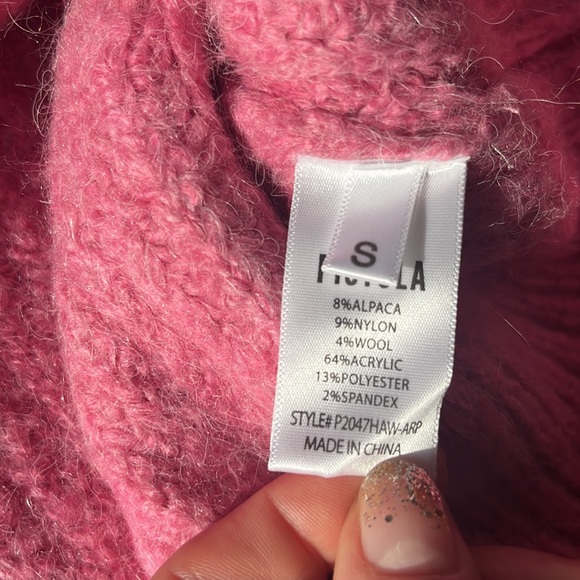 S
8%ALPACA
9%NYLON
4%WOOL
64%ACRYLIC
13%POLYESTER
2%SPANDEX
STYLE# P2047HAW-ARP
MADE IN CHINA